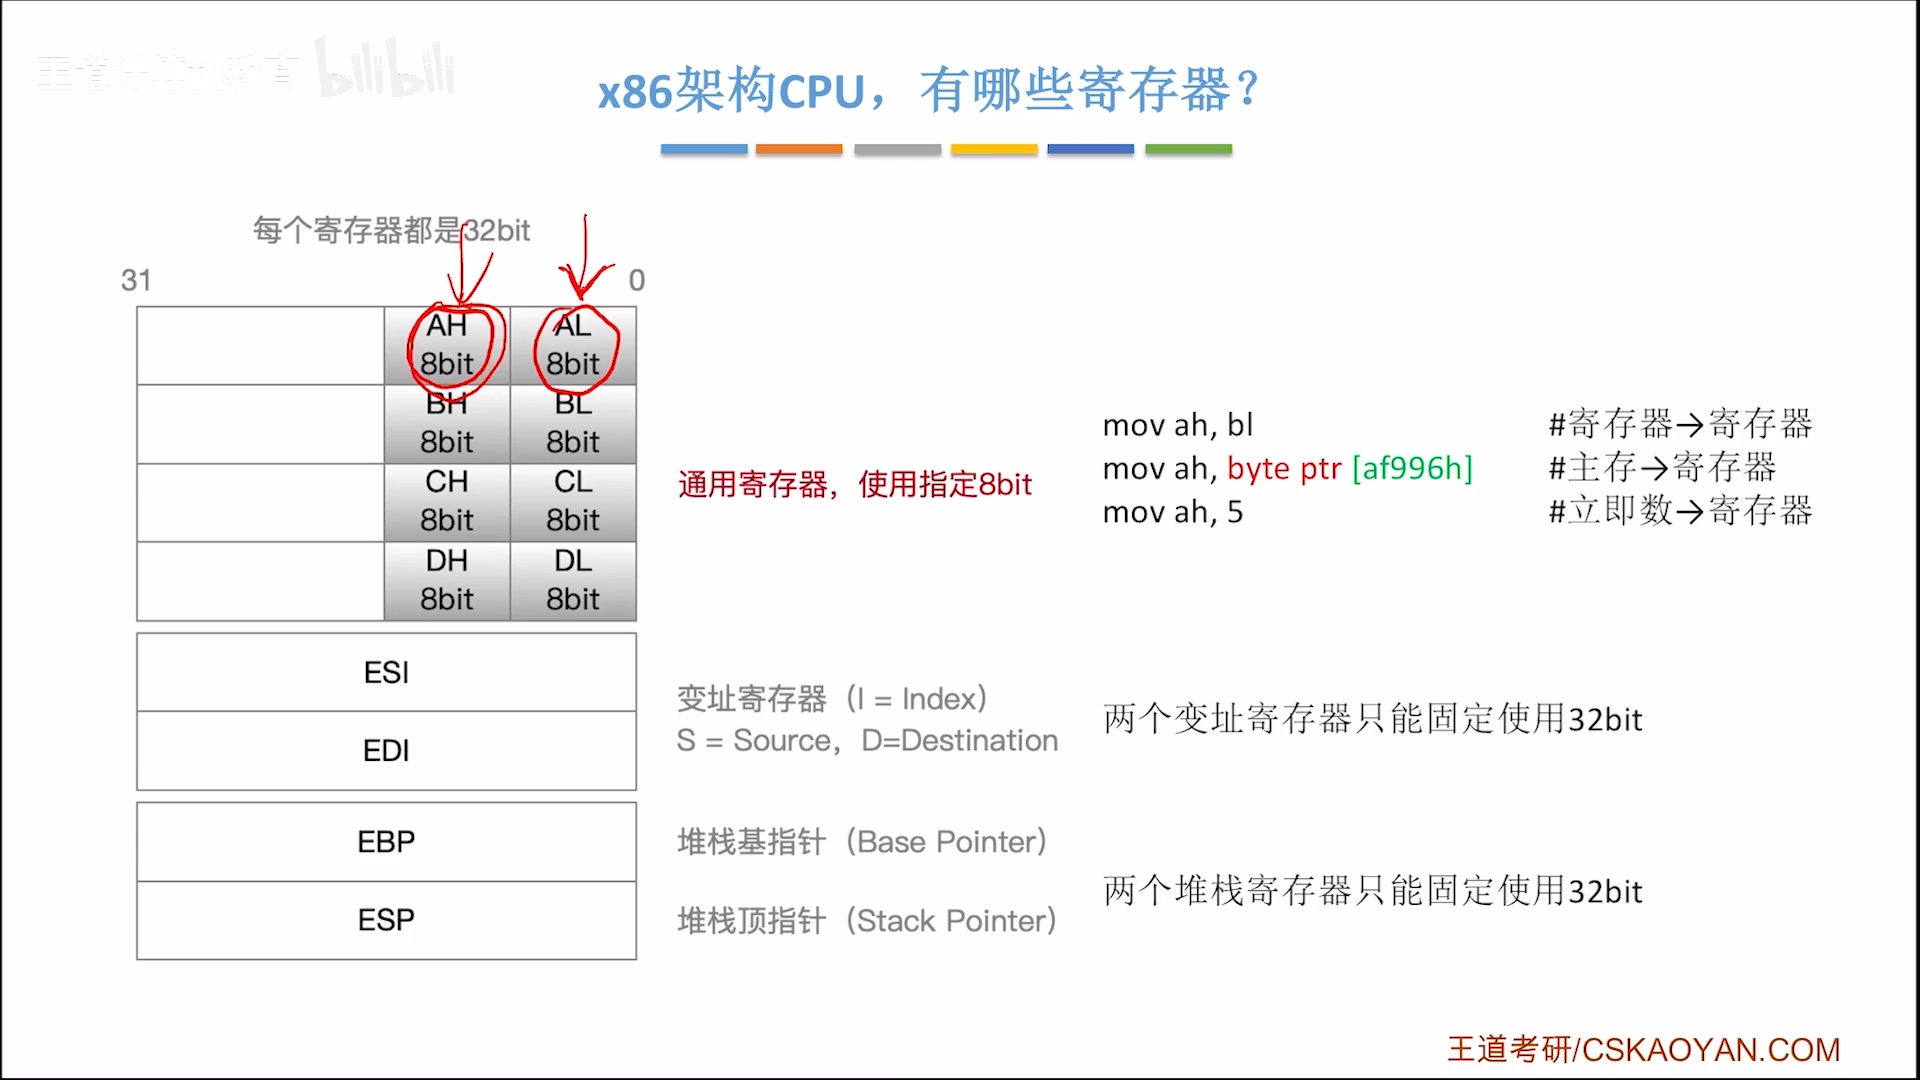 王道计算机教育 bilibili
x86架构CPU，有哪些寄存器？
每个寄存器都是32bit
31 0
AH AL
8bit 8bit
BH BL
8bit 8bit
CH CL
8bit 8bit
DH DL
8bit 8bit
通用寄存器，使用指定8bit
mov ah, bl #寄存器→寄存器
mov ah, byte ptr [af996h] #主存→寄存器
mov ah, 5 #立即数→寄存器
ESI
EDI
变址寄存器（I = Index）
S = Source，D=Destination
两个变址寄存器只能固定使用32bit
EBP
ESP
堆栈基指针（Base Pointer）
堆栈顶指针（Stack Pointer）
两个堆栈寄存器只能固定使用32bit
王道考研/CSKAOYAN.COM